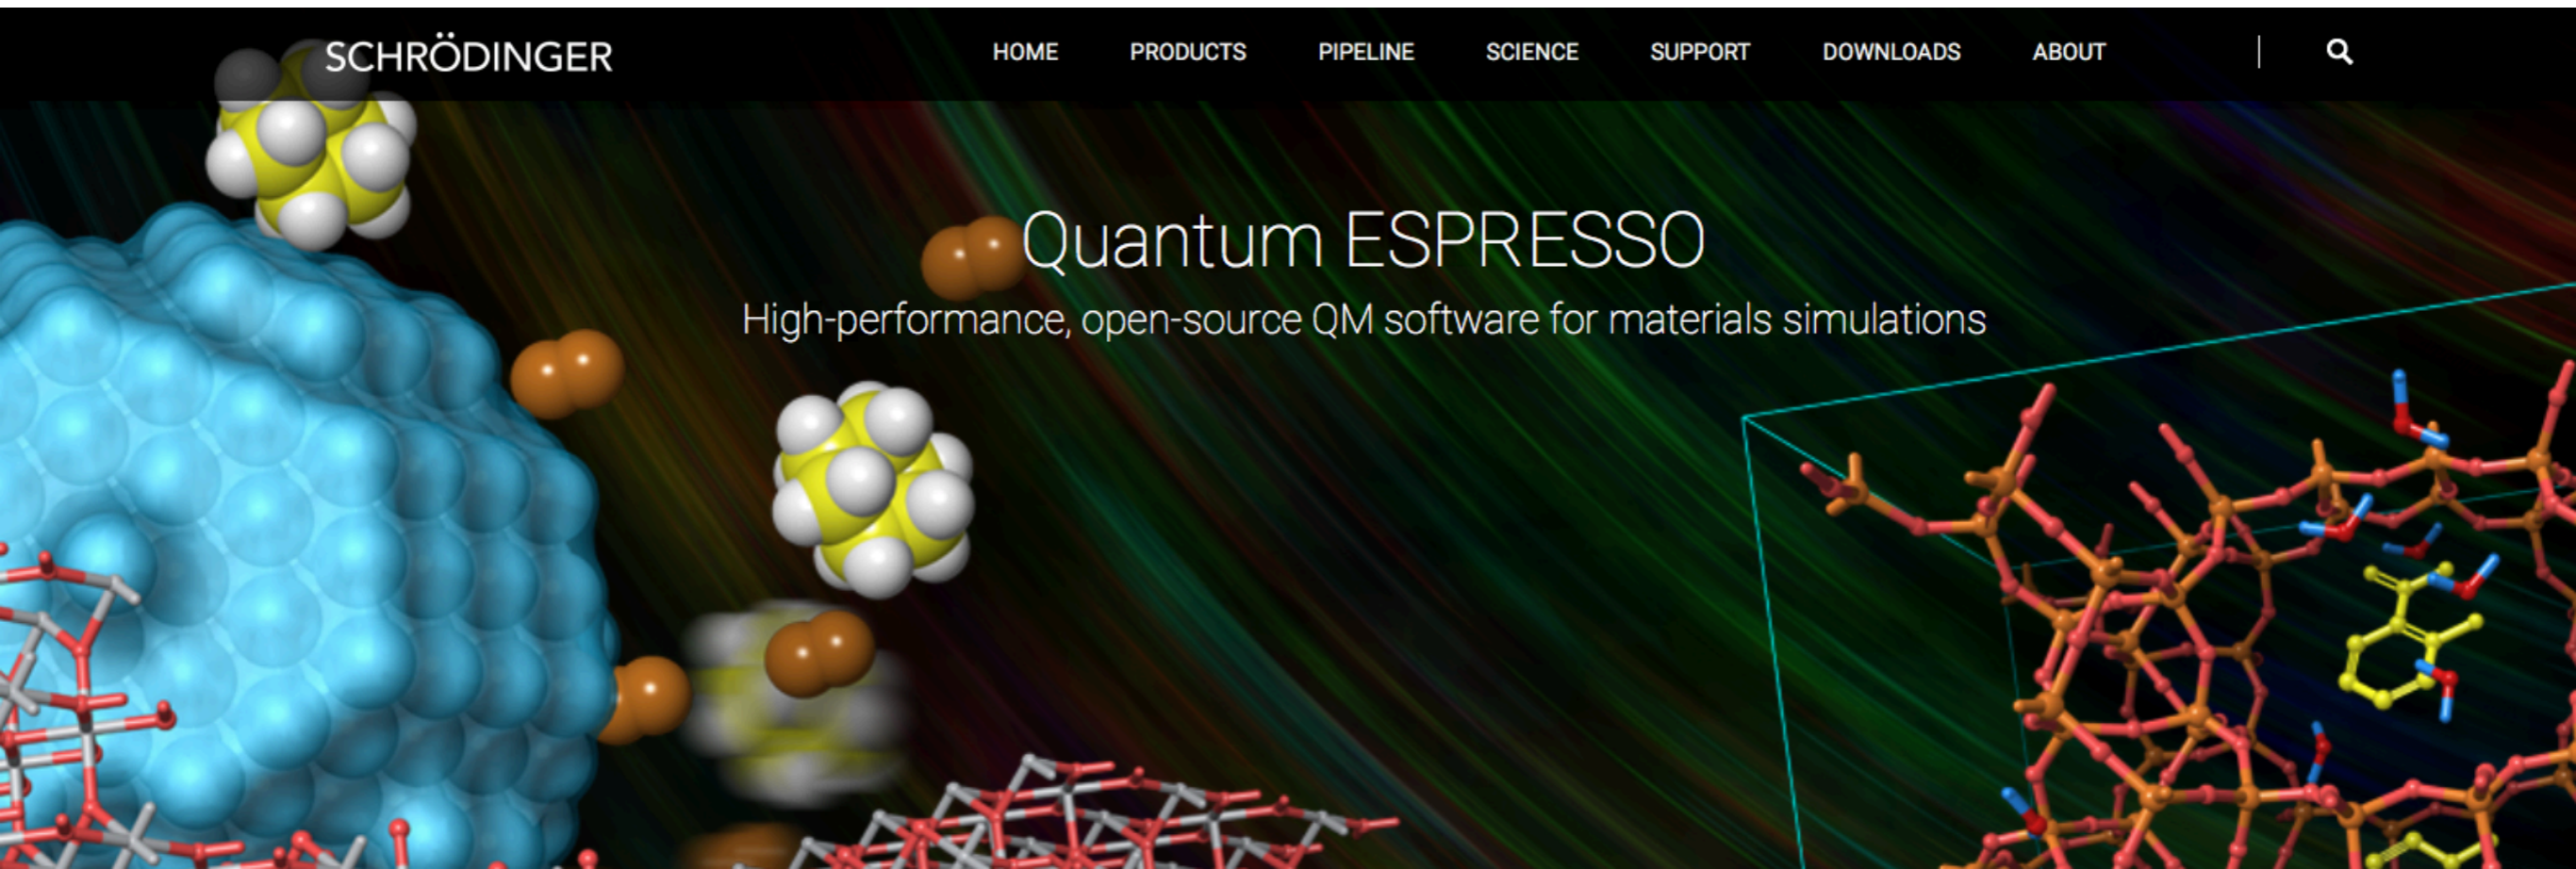 SCHRÖDINGER
HOME PRODUCTS PIPELINE SCIENCE SUPPORT DOWNLOADS ABOUT
Quantum ESPRESSO
High-performance, open-source QM software for materials simulations